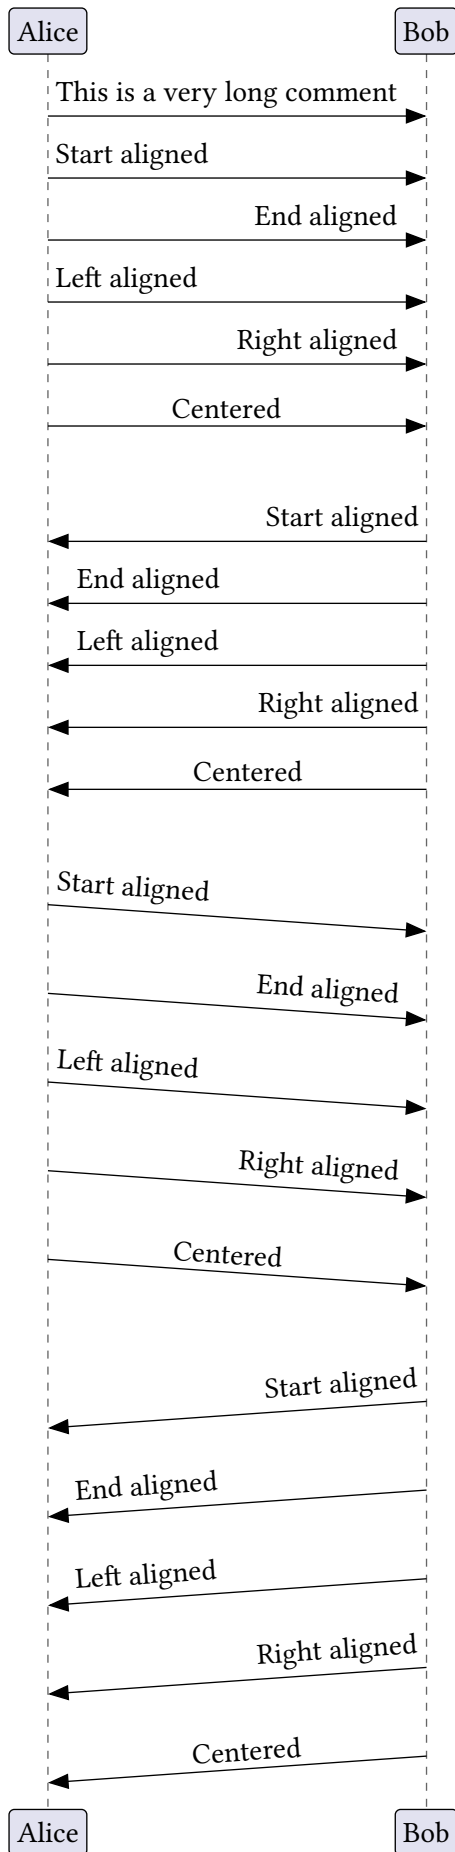 Alice Bob
This is a very long comment
Start aligned
End aligned
Left aligned
Right aligned
Centered
Start aligned
End aligned
Left aligned
Right aligned
Centered
Start aligned
End aligned
Left aligned
Right aligned
Centered
Start aligned
End aligned
Left aligned
Right aligned
Centered
Alice Bob